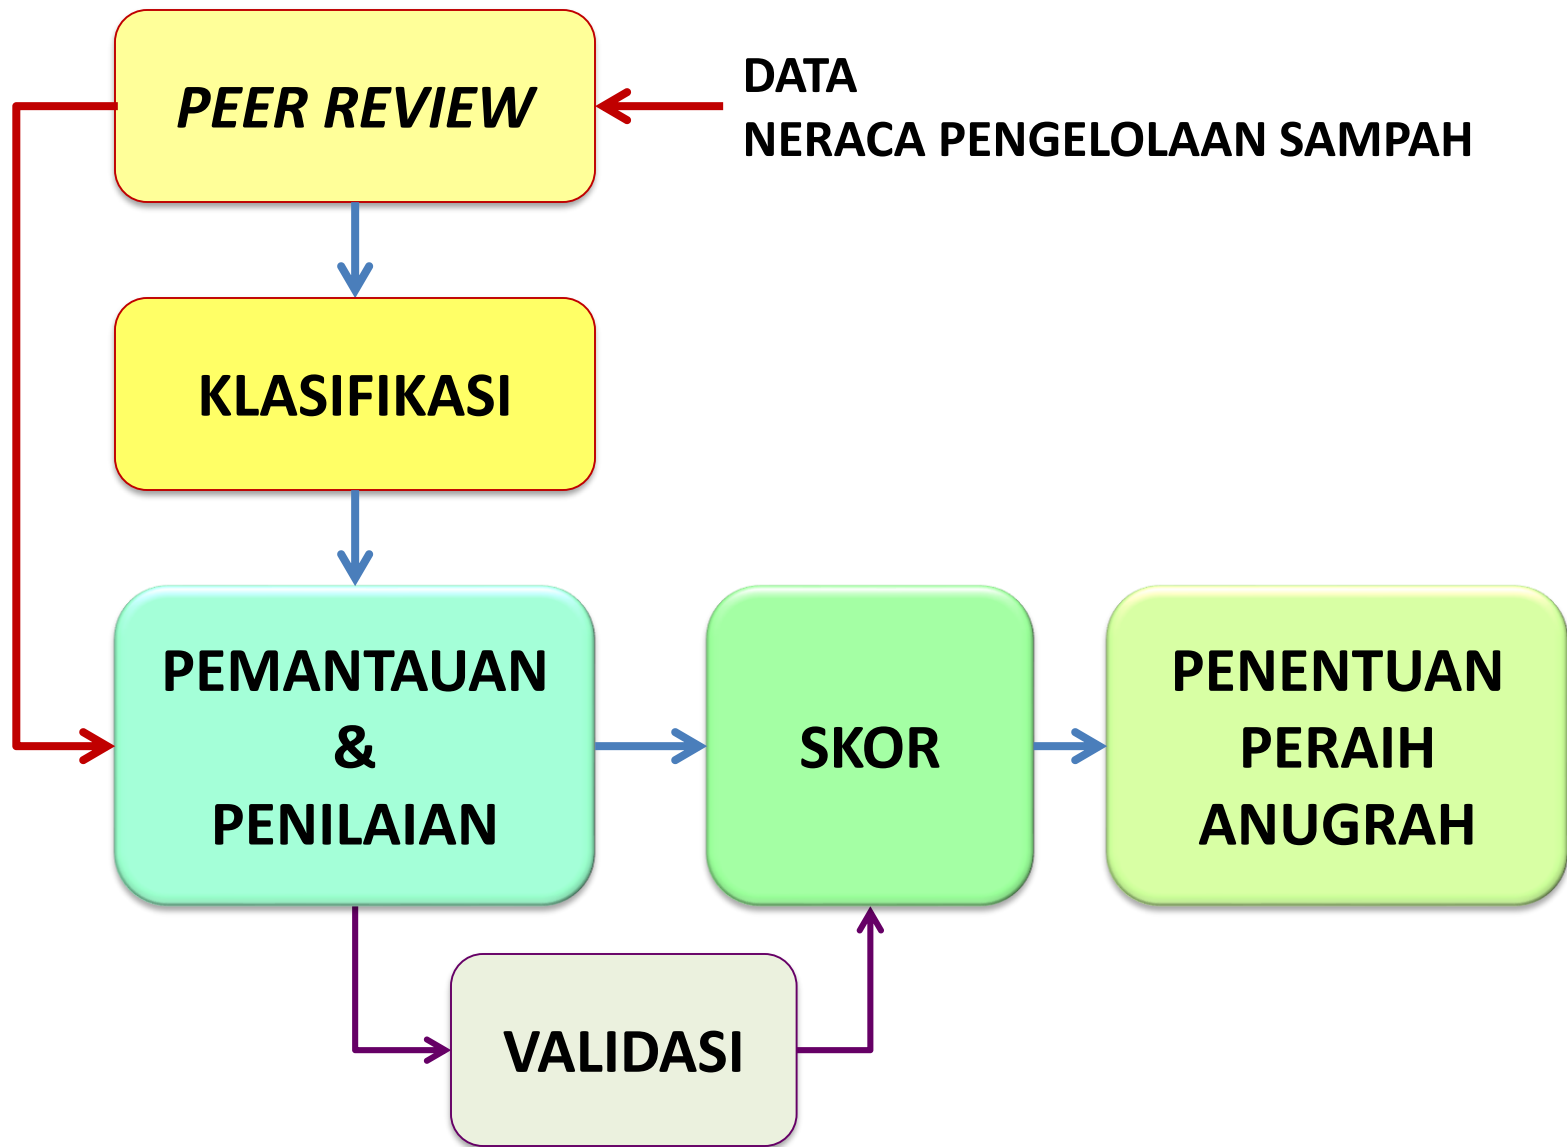 PEER REVIEW
DATA
NERACA PENGELOLAAN SAMPAH
KLASIFIKASI
PEMANTAUAN
&
PENILAIAN
SKOR
PENENTUAN
PERAIH
ANUGRAH
VALIDASI